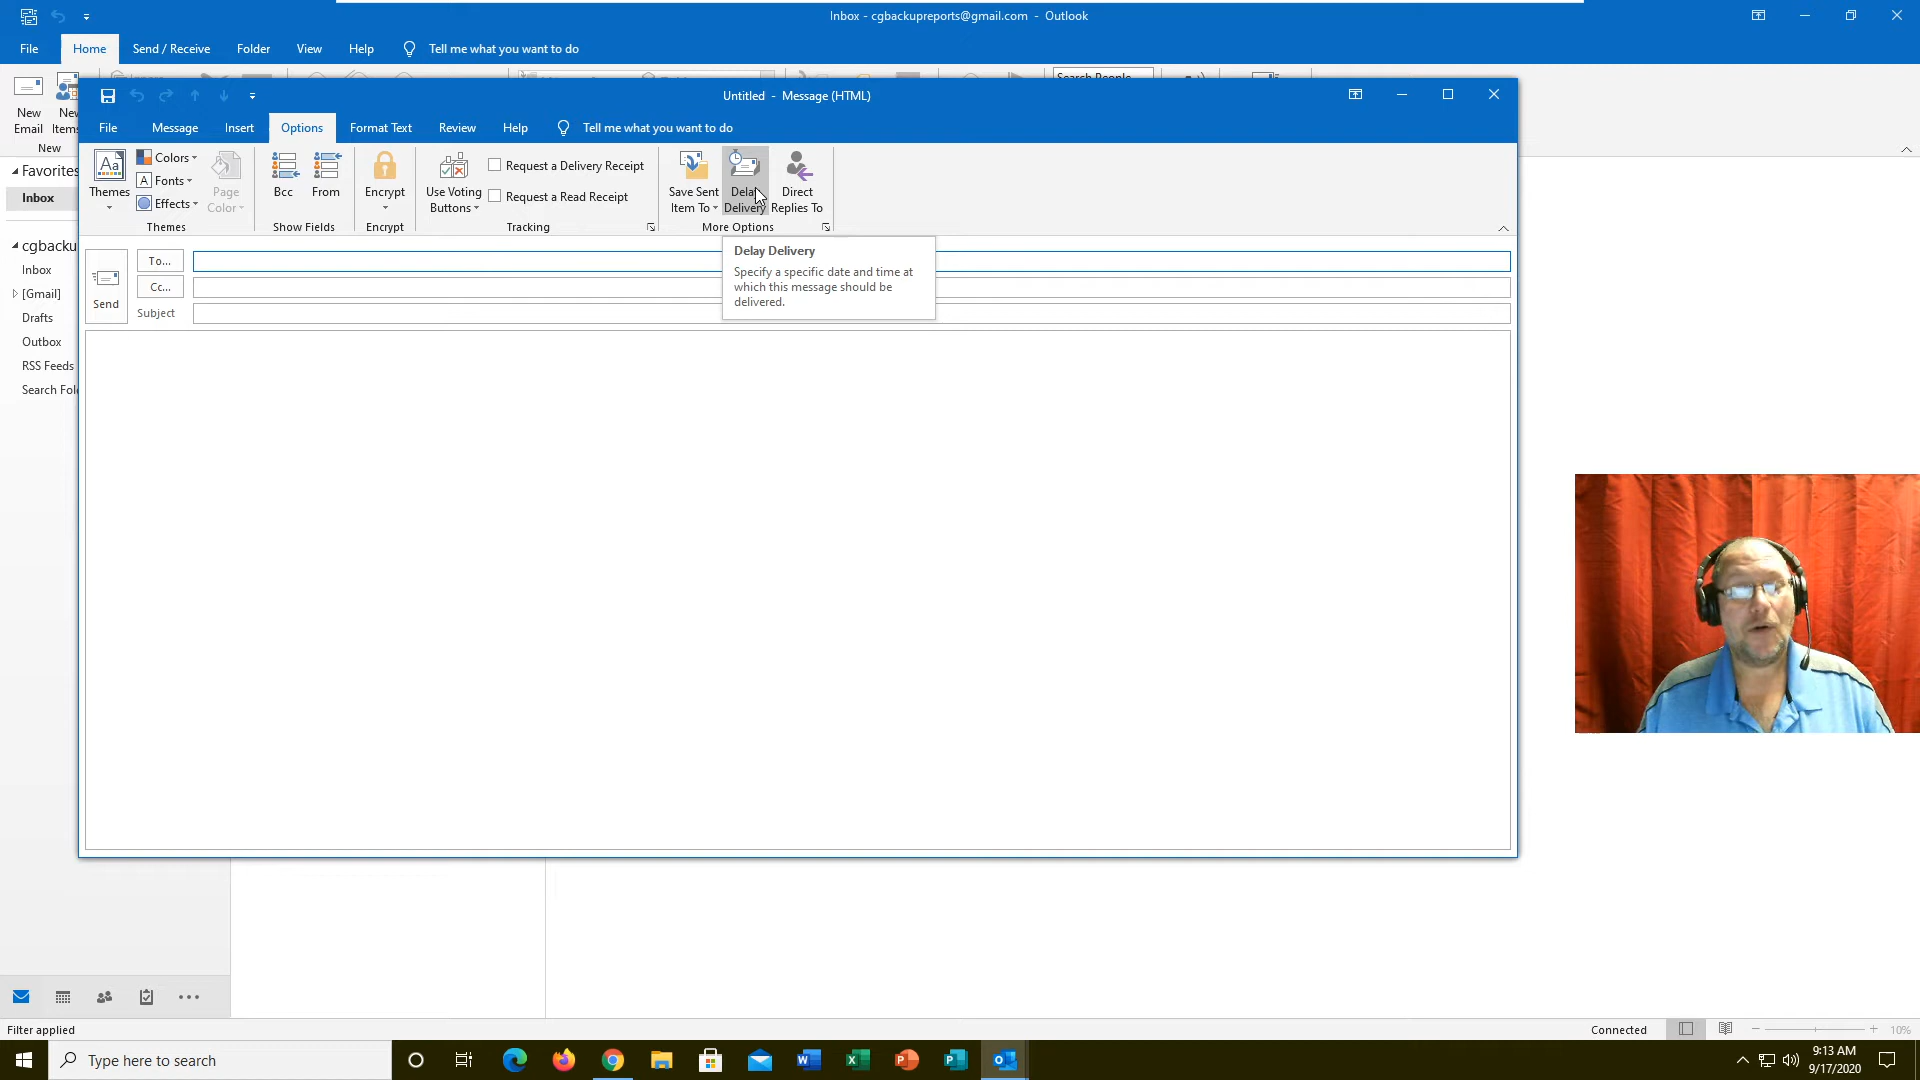 Inbox - cgbackupreports@gmail.com - Outlook
File Home Send / Receive Folder View Help Tell me what you want to do
New Email
New Items
New
Search People
Untitled - Message (HTML)
File Message Insert Options Format Text Review Help Tell me what you want to do
Themes
Colors
Fonts
Effects
Page Color
Themes
Bcc
From
Show Fields
Encrypt
Encrypt
Use Voting Buttons
Request a Delivery Receipt
Request a Read Receipt
Tracking
Save Sent Item To
Delay Delivery
Direct Replies To
More Options
Delay Delivery
Specify a specific date and time at
which this message should be
delivered.
Send
To...
Cc...
Subject
Favorites
Inbox
cgbacku
Inbox
[Gmail]
Drafts
Outbox
RSS Feeds
Search Fol
Filter applied
Connected
10%
Type here to search
9:13 AM
9/17/2020